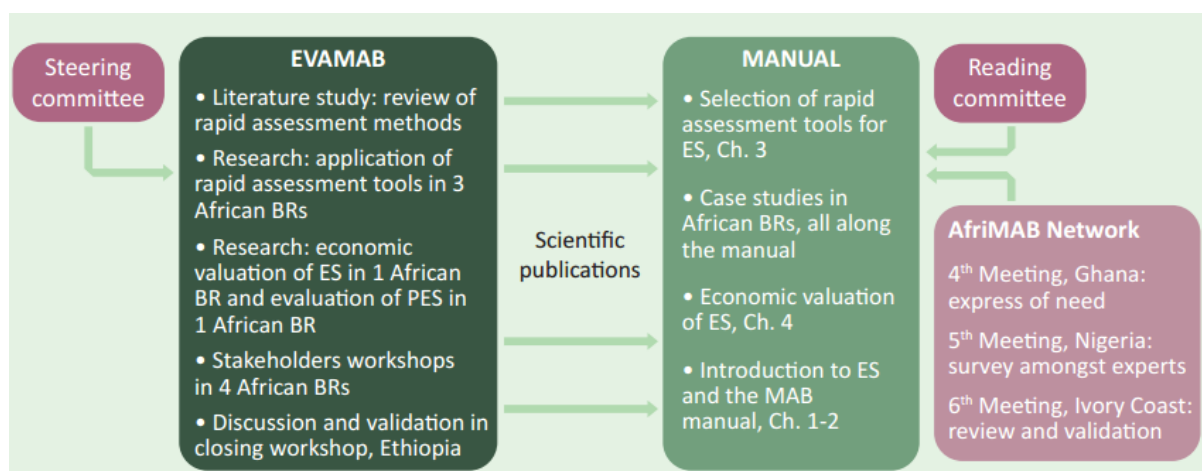 Steering
committee
EVAMAB
• Literature study: review of
rapid assessment methods
• Research: application of
rapid assessment tools in 3
African BRs
• Research: economic
valuation of ES in 1 African
BR and evaluation of PES in
1 African BR
• Stakeholders workshops
in 4 African BRs
• Discussion and validation in
closing workshop, Ethiopia
Scientific
publications
MANUAL
• Selection of rapid
assessment tools for
ES, Ch. 3
• Case studies in
African BRs, all along
the manual
• Economic valuation
of ES, Ch. 4
• Introduction to ES
and the MAB
manual, Ch. 1-2
Reading
committee
AfriMAB Network
4th Meeting, Ghana:
express of need
5th Meeting, Nigeria:
survey amongst experts
6th Meeting, Ivory Coast:
review and validation